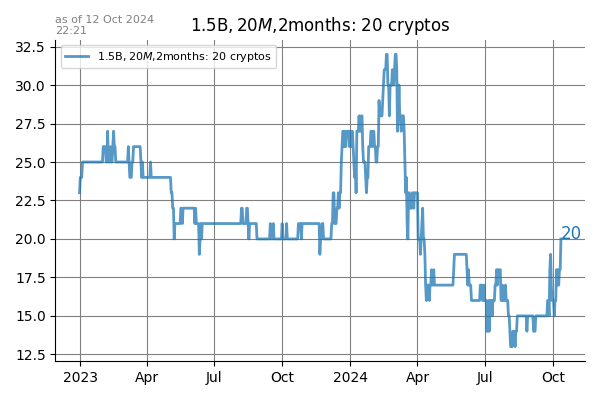 as of 12 Oct 2024
22:21
1.5B, 20M,2months: 20 cryptos
1.5B, 20M,2months: 20 cryptos
32.5
30.0
27.5
25.0
22.5
20.0
17.5
15.0
12.5
20
2023
Apr
Jul
Oct
2024
Apr
Jul
Oct